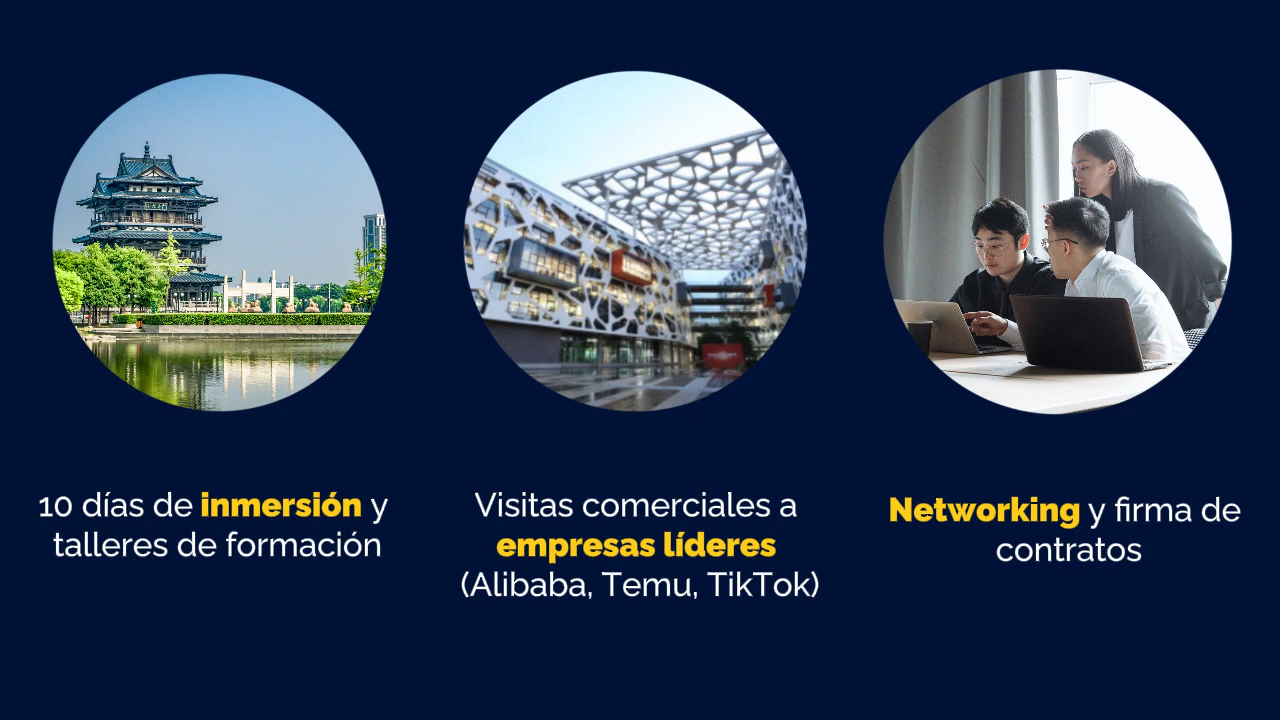 10 días de inmersión y
talleres de formación
Visitas comerciales a
empresas líderes
(Alibaba, Temu, TikTok)
Networking y firma de
contratos